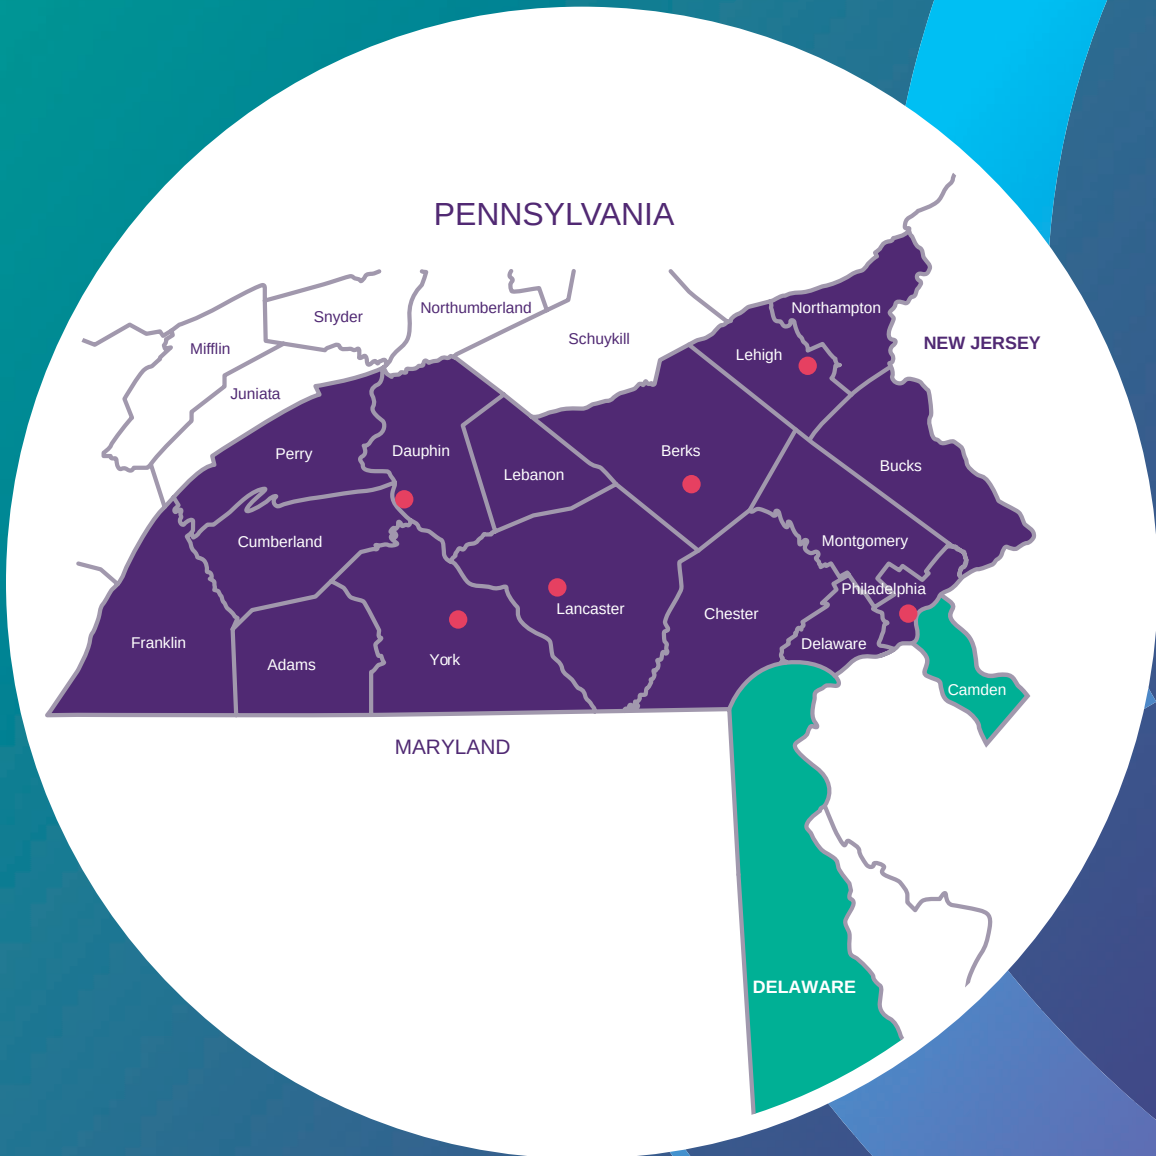 PENNSYLVANIA
Northumberland
Northampton
Snyder
Schuykill
NEW JERSEY
Mifflin
Lehigh
Juniata
Perry
Dauphin
Berks
Bucks
Lebanon
Cumberland
Montgomery
Philadelphia
Lancaster
Chester
Franklin
Delaware
York
Adams
Camden
MARYLAND
DELAWARE